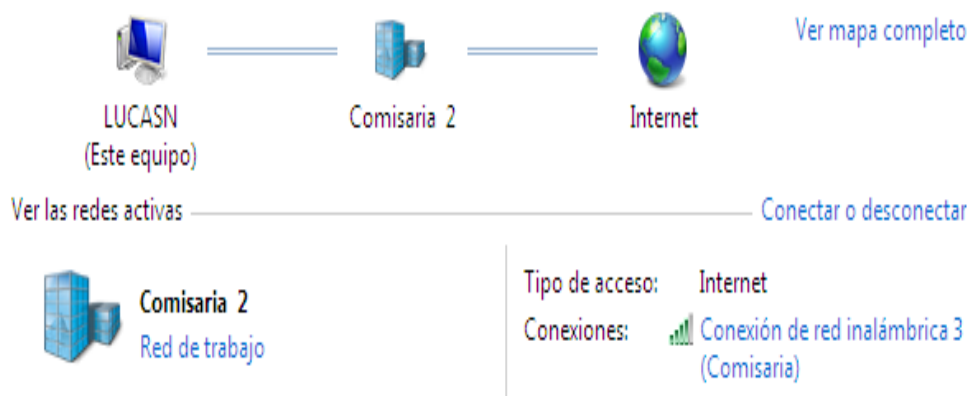 Ver mapa completo
LUCASN
(Este equipo)
Comisaria 2
Internet
Ver las redes activas
Conectar o desconectar
Comisaria 2
Red de trabajo
Tipo de acceso: Internet
Conexiones: Conexión de red inalámbrica 3
(Comisaria)